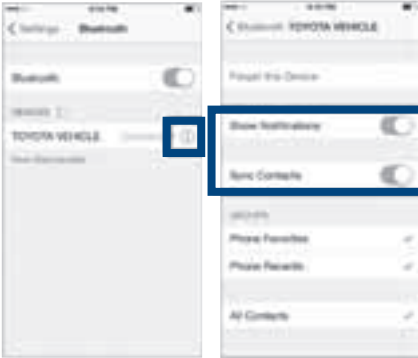 Settings Bluetooth
Bluetooth
DEVICES
TOYOTA VEHICLE
Bluetooth TOYOTA VEHICLE
Forget this Device
Show Notifications
Sync Contacts
GROUPS
Phone Favorites
Phone Recents
All Contacts